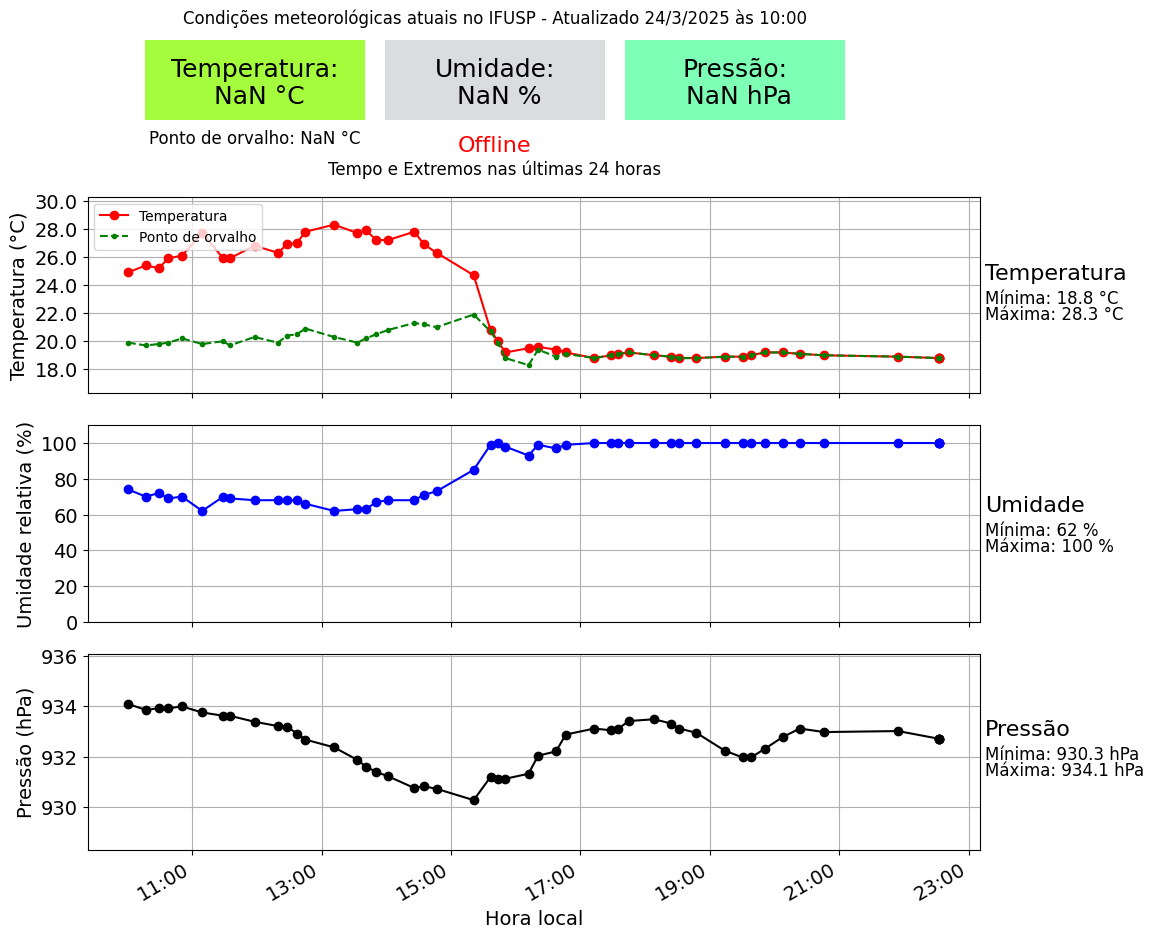 Condições meteorológicas atuais no IFUSP - Atualizado 24/3/2025 às 10:00
Temperatura:
NaN °C
Umidade:
NaN %
Pressão:
NaN hPa
Ponto de orvalho: NaN °C
Offline
Tempo e Extremos nas últimas 24 horas
Temperatura (°C)
30.0
28.0
26.0
24.0
22.0
20.0
18.0
Temperatura
Ponto de orvalho
Temperatura
Mínima: 18.8 °C
Máxima: 28.3 °C
Umidade relativa (%)
100
80
60
40
20
0
Umidade
Mínima: 62 %
Máxima: 100 %
Pressão (hPa)
936
934
932
930
Pressão
Mínima: 930.3 hPa
Máxima: 934.1 hPa
11:00
13:00
15:00
17:00
19:00
21:00
23:00
Hora local